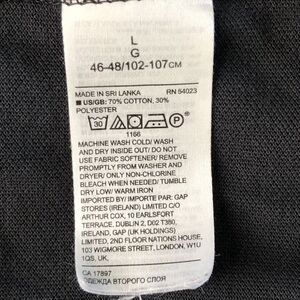 L
G
46-48/102-107CM
MADE IN SRI LANKA RN 54023
■ US/GB: 70% COTTON, 30%
POLYESTER
30 P
1166
MACHINE WASH COLD/ WASH
AND DRY INSIDE OUT/ DO NOT
USE FABRIC SOFTENER/ REMOVE
PROMPTLY FROM WASHER AND
DRYER/ ONLY NON-CHLORINE
BLEACH WHEN NEEDED/ TUMBLE
DRY LOW/ WARM IRON
IMPORTED BY/IMPORTE PAR: GAP
STORES (IRELAND) LIMITED C/O
ARTHUR COX, 10 EARLSFORT
TERRACE, DUBLIN 2, D02 T380,
IRELAND, GAP (UK HOLDINGS)
LIMITED, 2ND FLOOR NATIONS HOUSE,
103 WIGMORE STREET, LONDON, W1U
1QS, UK,
CA 17897
ОДЕЖДА ВТОРОГО СЛОЯ